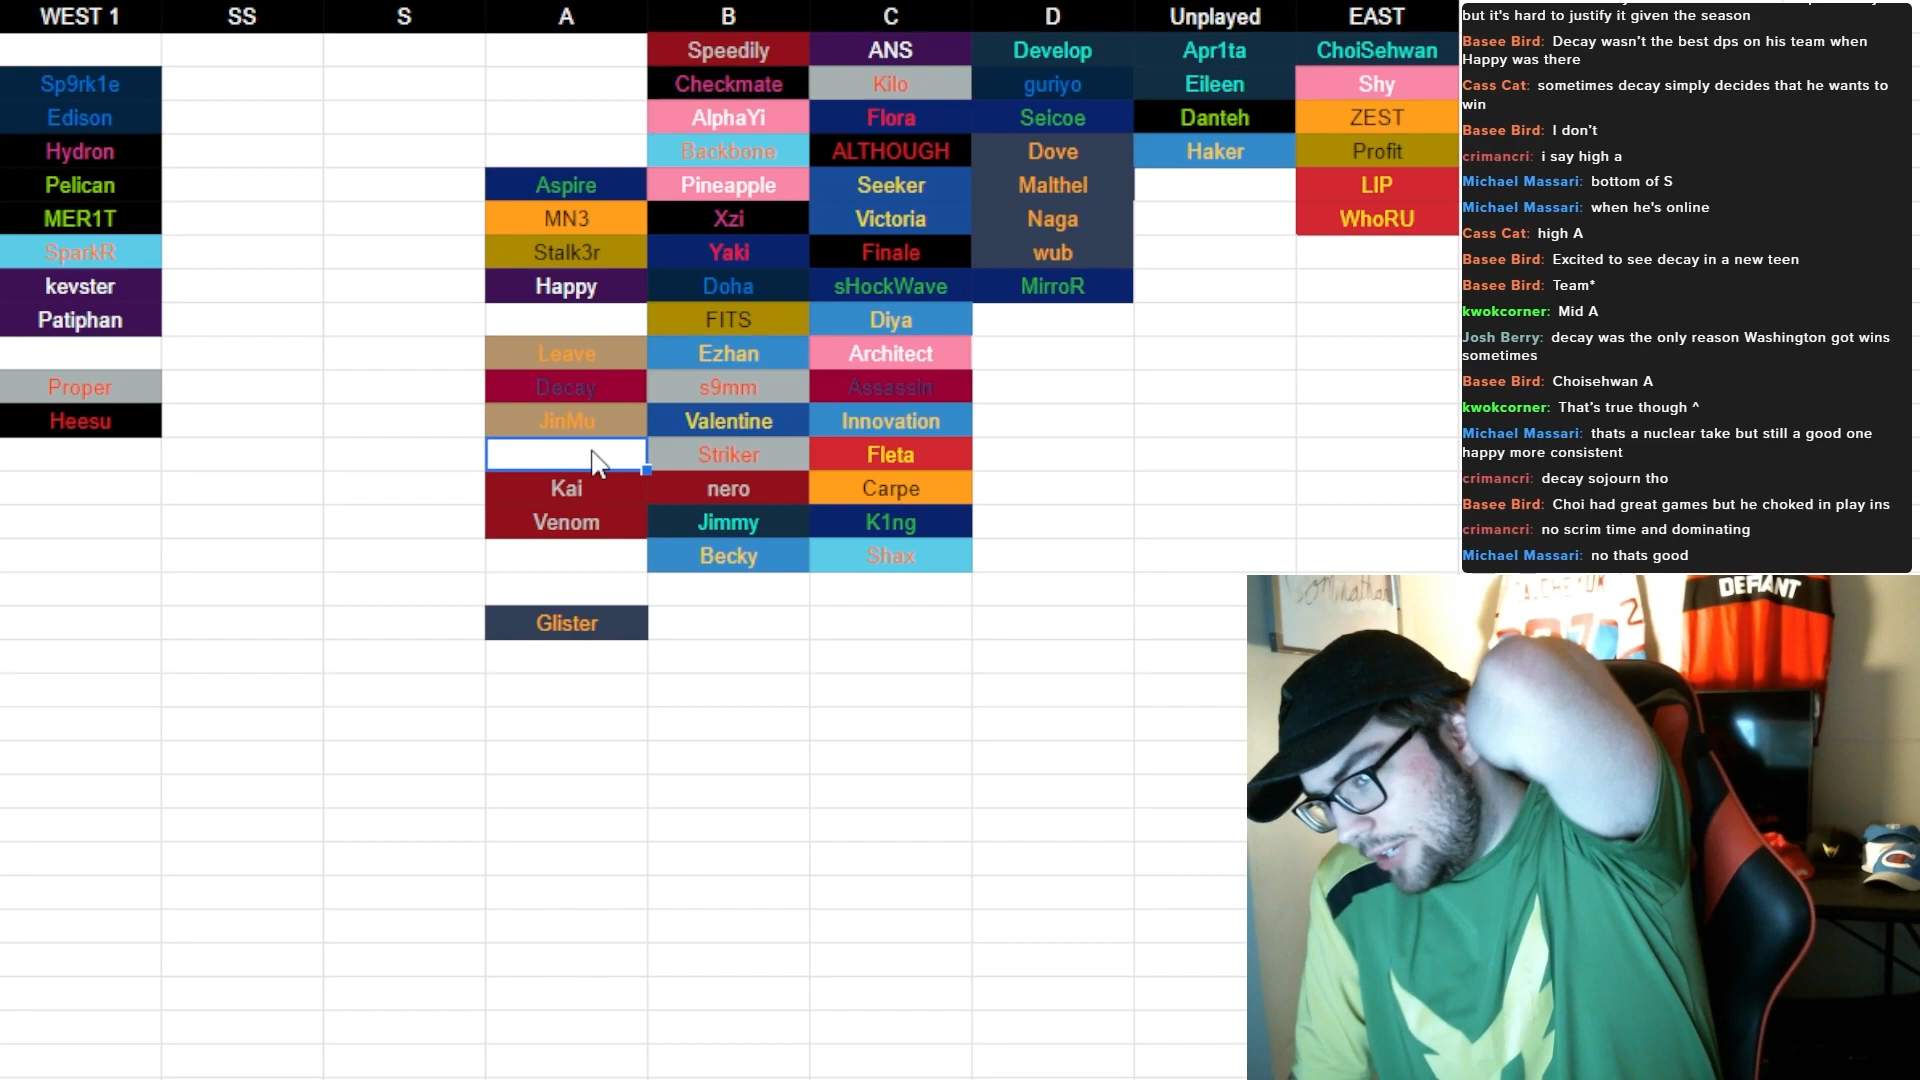 WEST 1 SS S A B C D Unplayed EAST
Speedily ANS Develop Apr1ta ChoiSehwan
Sp9rk1e Checkmate Kilo guriyo Eileen Shy
Edison AlphaYi Flora Seicoe Danteh ZEST
Hydron Backbone ALTHOUGH Dove Haker Profit
Pelican Aspire Pineapple Seeker Malthel LIP
MER1T MN3 Xzi Victoria Naga WhoRU
SparkR Stalk3r Yaki Finale wub
kevster Happy Doha sHockWave MirroR
Patiphan FITS Diya
Leave Ezhan Architect
Proper Decay s9mm Assassin
Heesu JinMu Valentine Innovation
Striker Fleta
Kai nero Carpe
Venom Jimmy K1ng
Becky Shax
Glister
but it's hard to justify it given the season
Basee Bird: Decay wasn't the best dps on his team when
Happy was there
Cass Cat: sometimes decay simply decides that he wants to
win
Basee Bird: I don't
crimancri: i say high a
Michael Massari: bottom of S
Michael Massari: when he's online
Cass Cat: high A
Basee Bird: Excited to see decay in a new teen
Basee Bird: Team*
kwokcorner: Mid A
Josh Berry: decay was the only reason Washington got wins
sometimes
Basee Bird: Choisehwan A
kwokcorner: That's true though ^
Michael Massari: thats a nuclear take but still a good one
happy more consistent
crimancri: decay sojourn tho
Basee Bird: Choi had great games but he choked in play ins
crimancri: no scrim time and dominating
Michael Massari: no thats good
DEFIANT